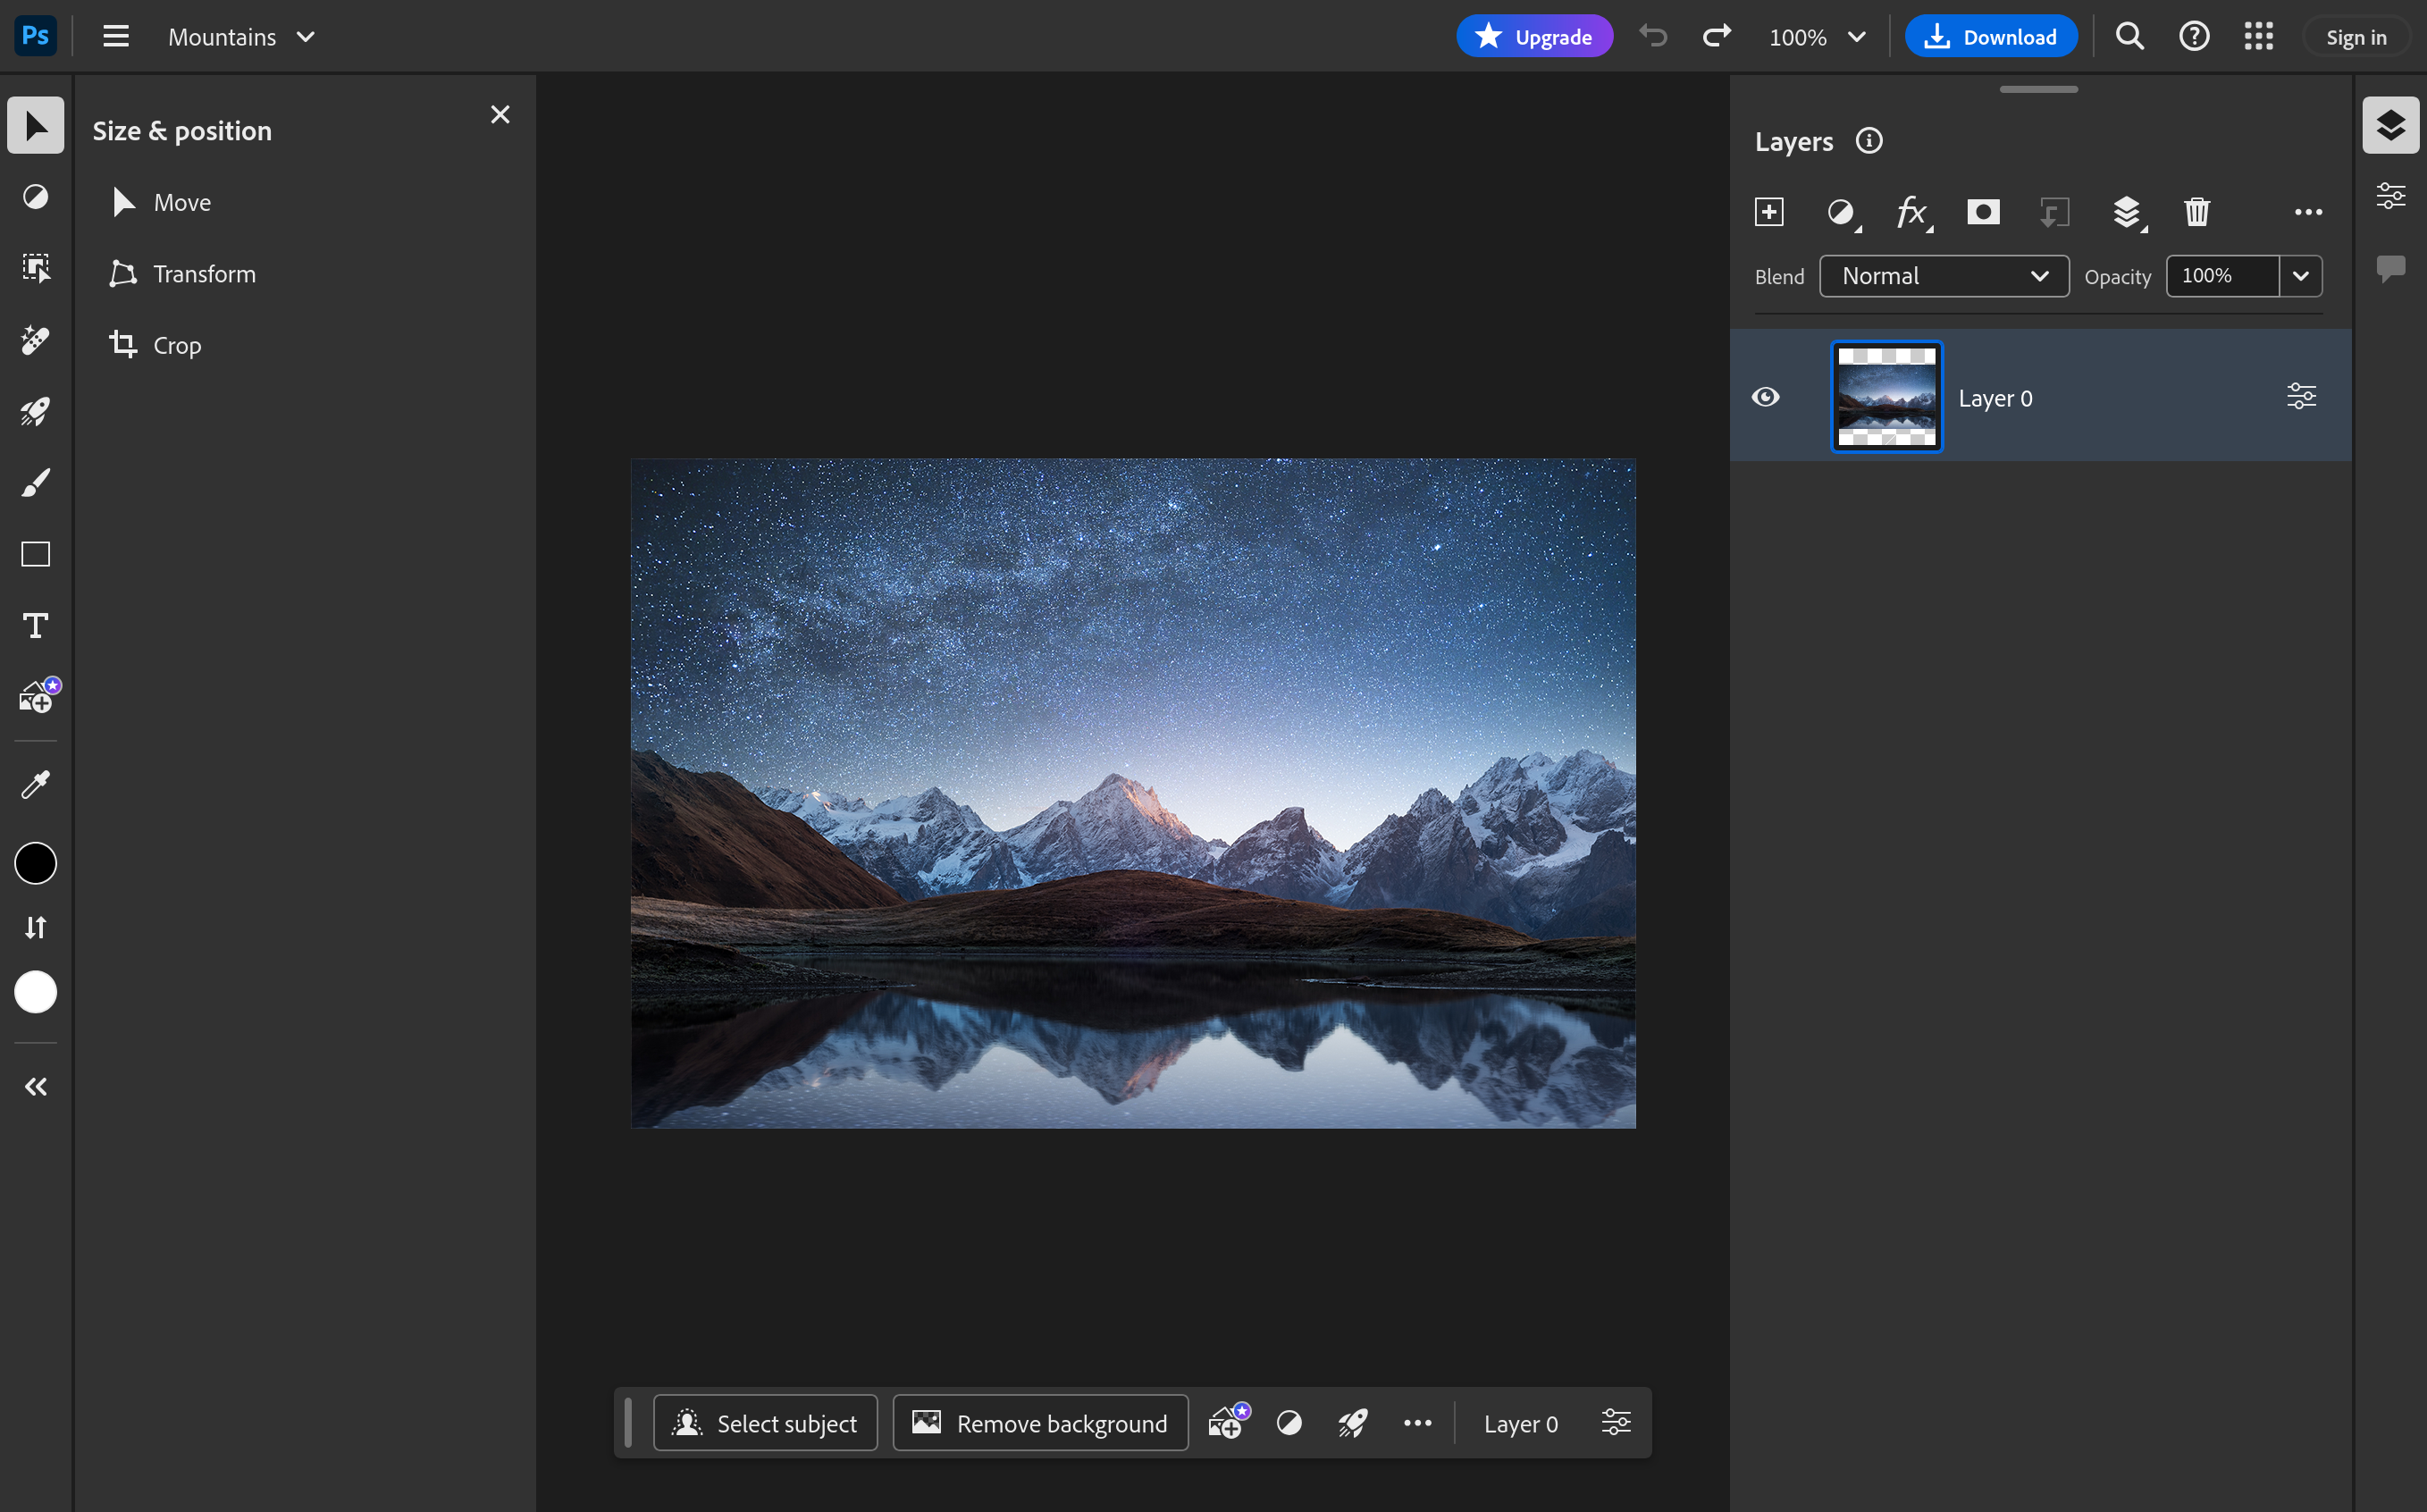 Ps
Mountains
Upgrade
100%
Download
Sign in
Size & position
Move
Transform
Crop
Layers
fx
Blend
Normal
Opacity
100%
Layer 0
T
Select subject
Remove background
Layer 0